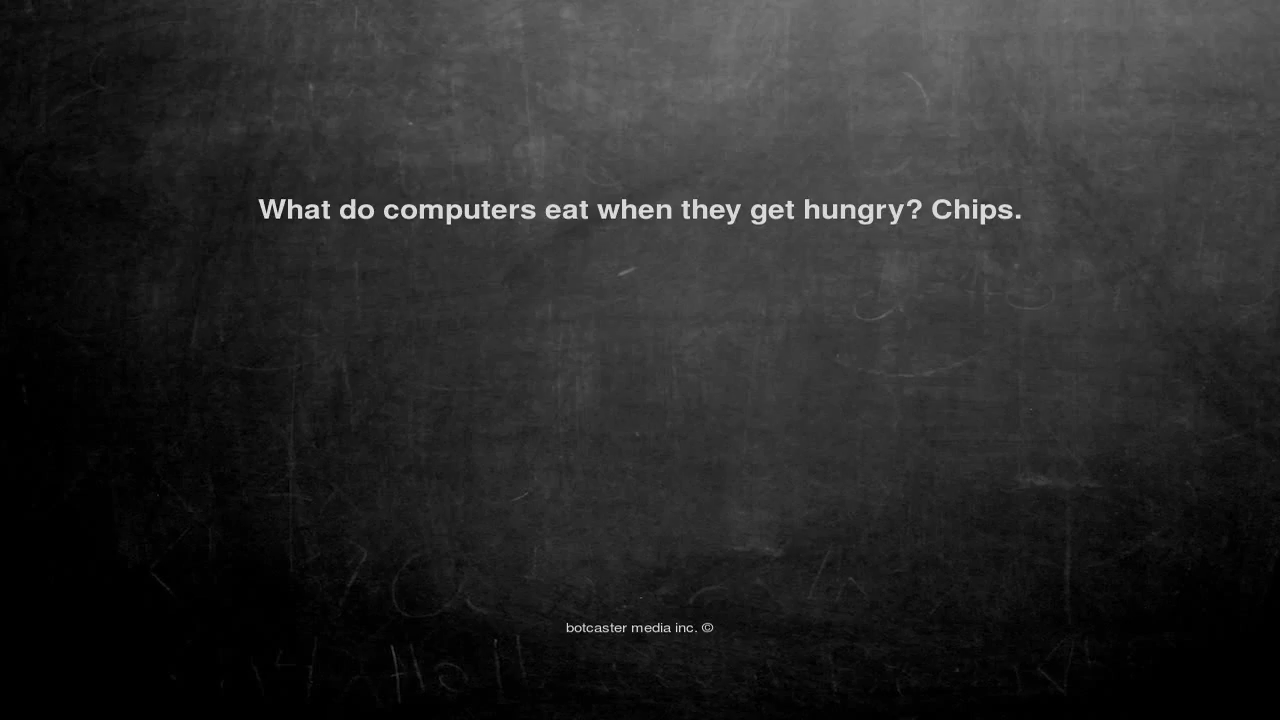 What do computers eat when they get hungry? Chips.
botcaster media inc. ©